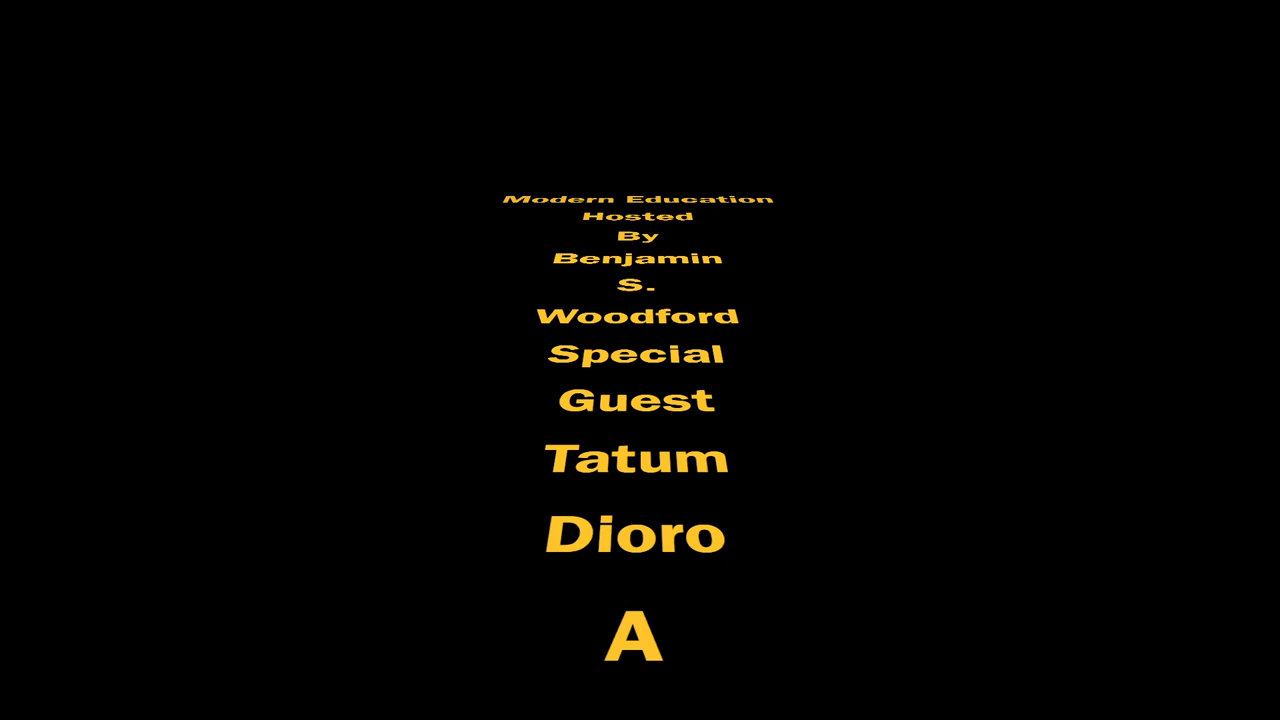 Modern Education
Hosted
By
Benjamin
S.
Woodford
Special
Guest
Tatum
Dioro
A